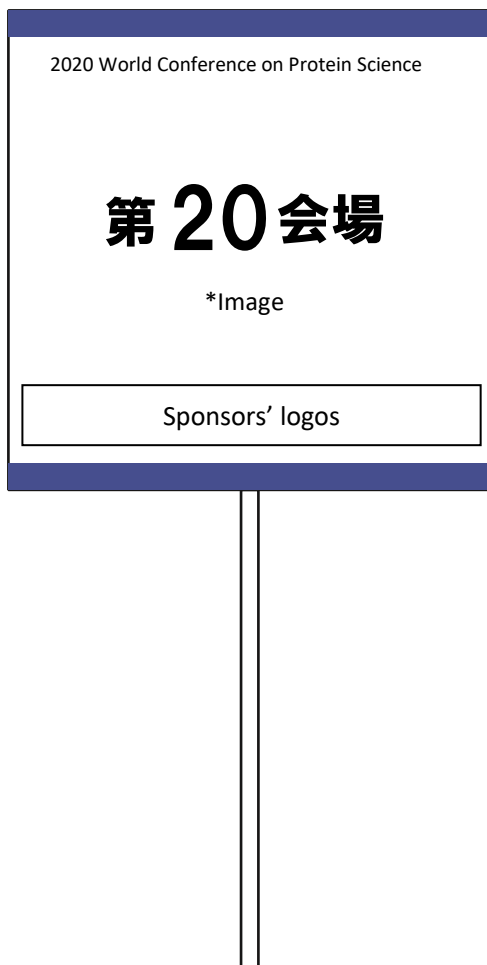 2020 World Conference on Protein Science
第20会場
*Image
Sponsors’ logos